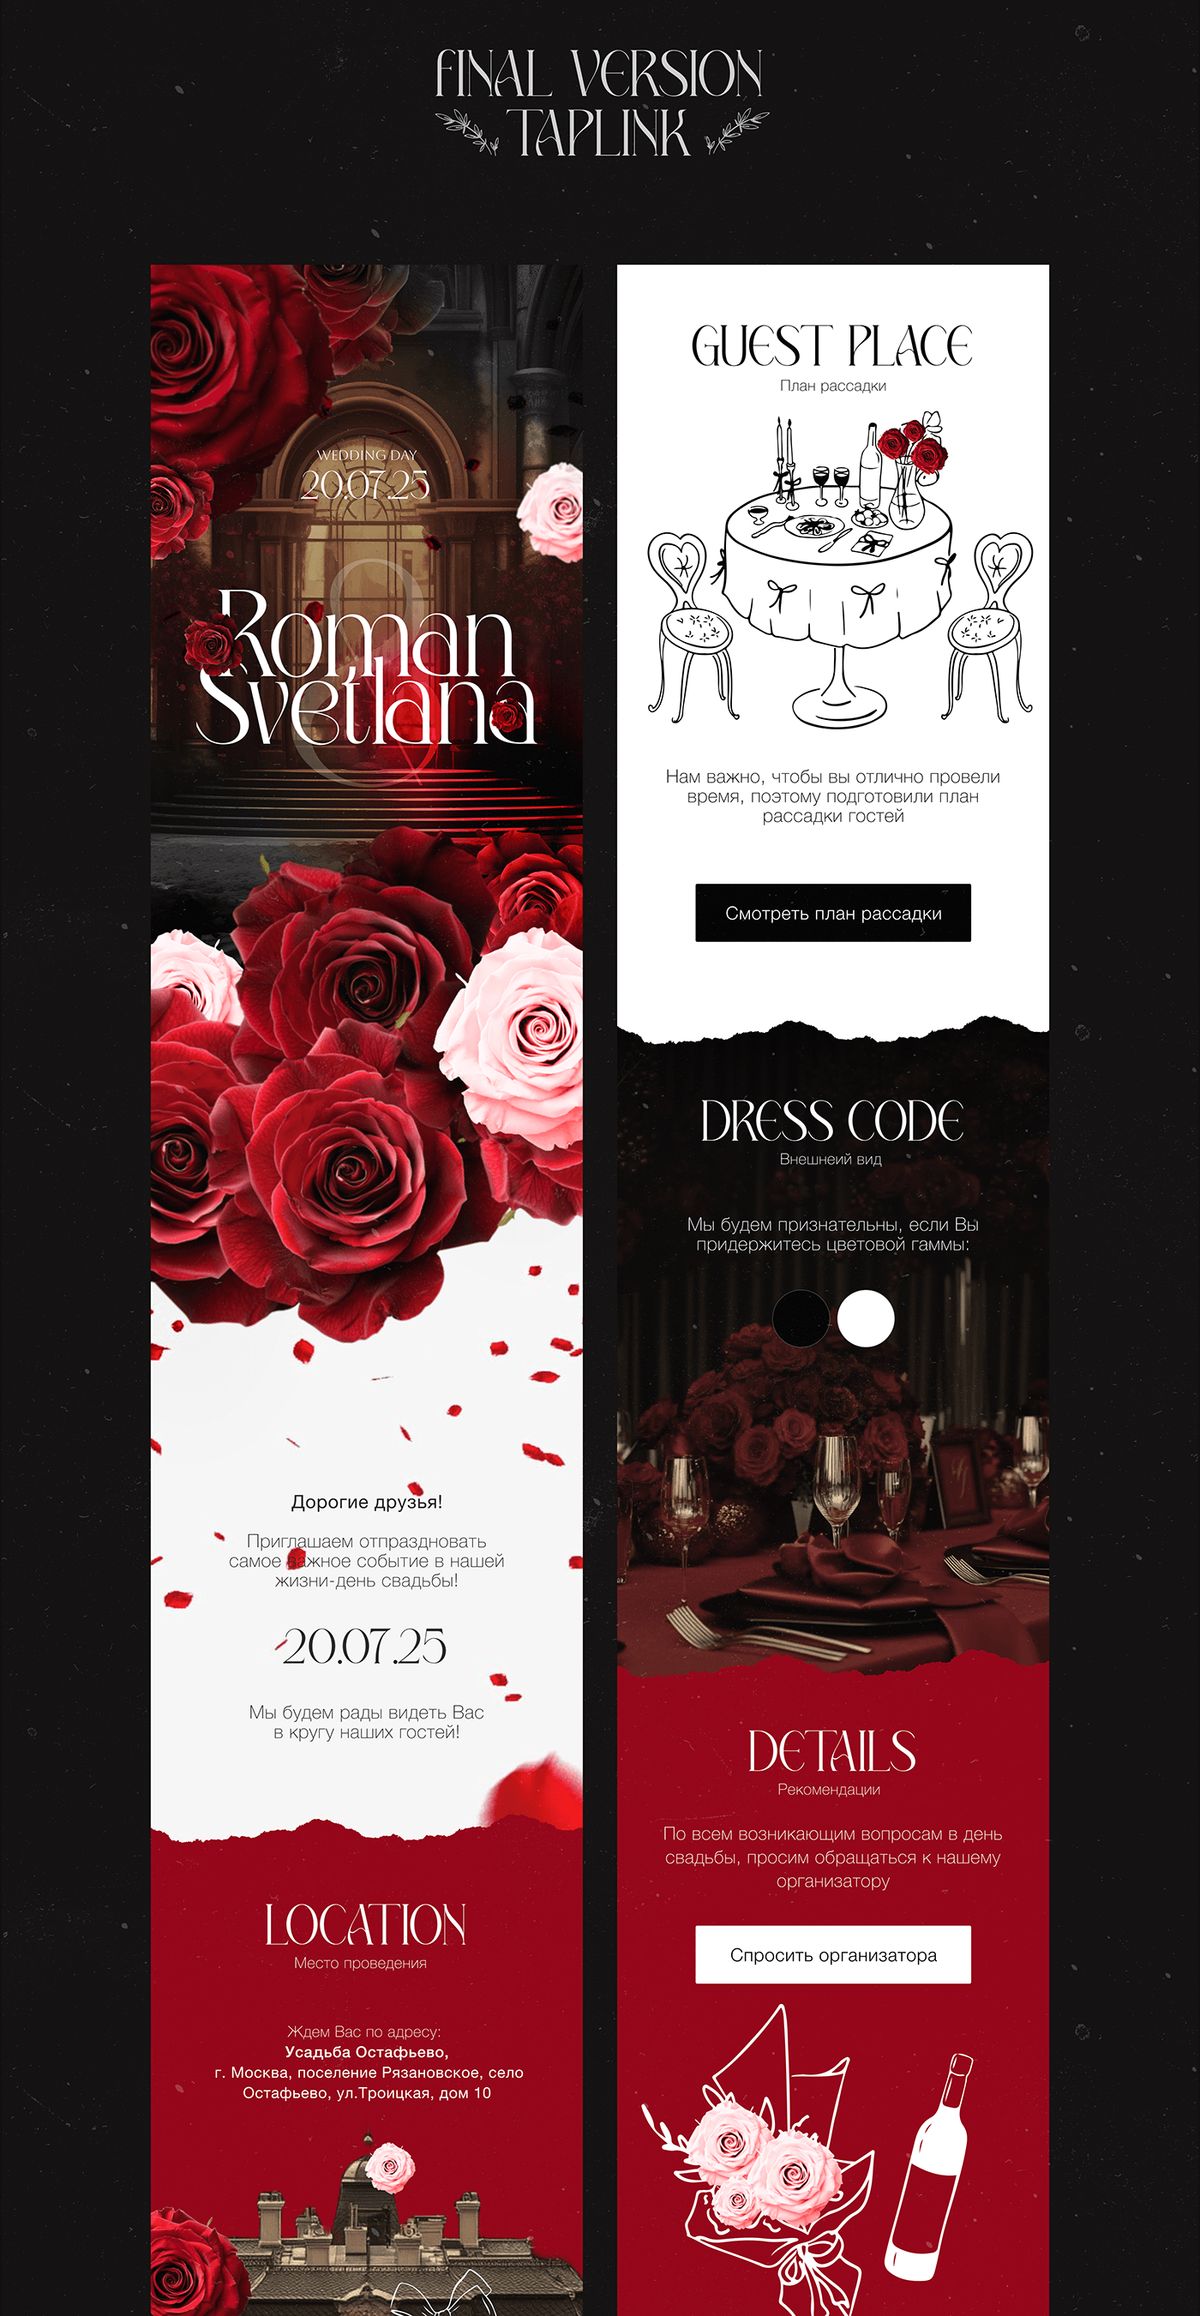 FINAL VERSION
TAPLINK
WEDDING DAY
20.07.25
&
Roman
Svetlana
Дорогие друзья!
Приглашаем отпраздновать
самое важное событие в нашей
жизни-день свадьбы!
20.07.25
Мы будем рады видеть Вас
в кругу наших гостей!
LOCATION
Место проведения
Ждем Вас по адресу:
Усадьба Остафьево,
г. Москва, поселение Рязановское, село
Остафьево, ул.Троицкая, дом 10
GUEST PLACE
План рассадки
Нам важно, чтобы вы отлично провели
время, поэтому подготовили план
рассадки гостей
Смотреть план рассадки
DRESS CODE
Внешнеий вид
Мы будем признательны, если Вы
придержитесь цветовой гаммы:
DETAILS
Рекомендации
По всем возникающим вопросам в день
свадьбы, просим обращаться к нашему
организатору
Спросить организатора